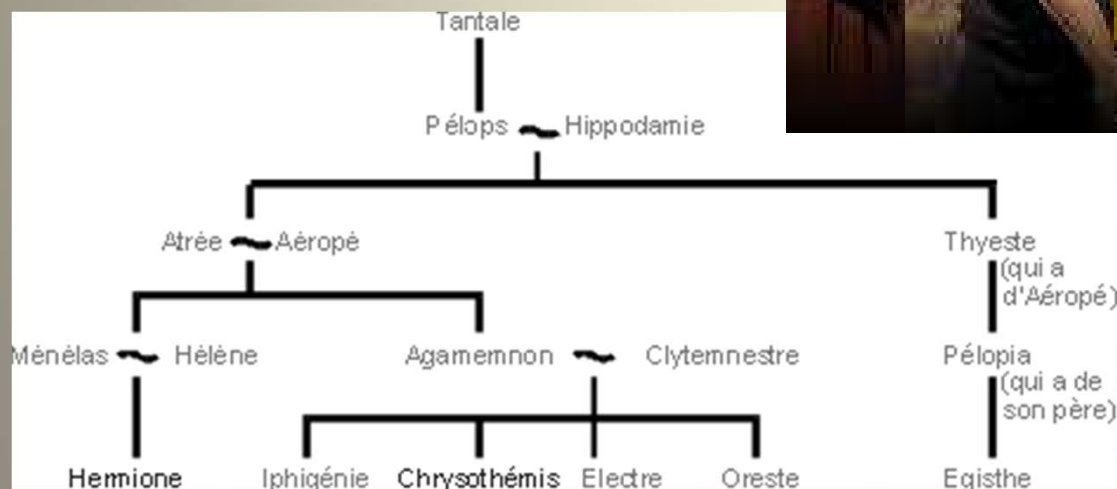 Tantale
Pélops Hippodamie
Atrée Aéropé Thyeste
(qui a
d'Aéropé)
Ménélas Hélène Agamemnon Clytemnestre Pélopia
(qui a de
son père)
Hermione Iphigénie Chrysothémis Electre Oreste Egisthe